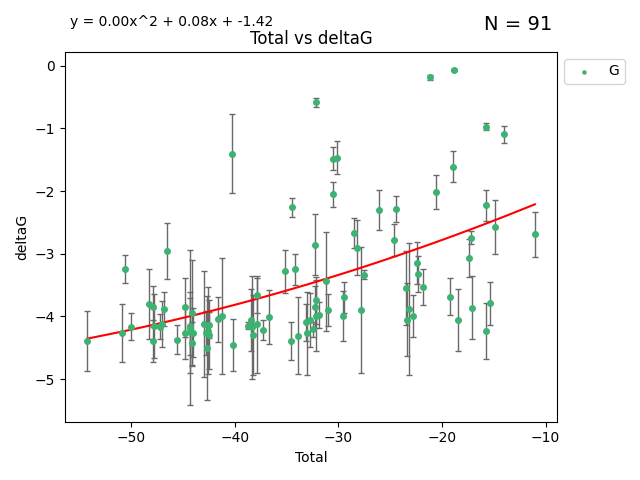 y = 0.00x^2 + 0.08x + -1.42
N = 91
Total vs deltaG
G
deltaG
0
−1
−2
−3
−4
−5
−50
−40
−30
−20
−10
Total